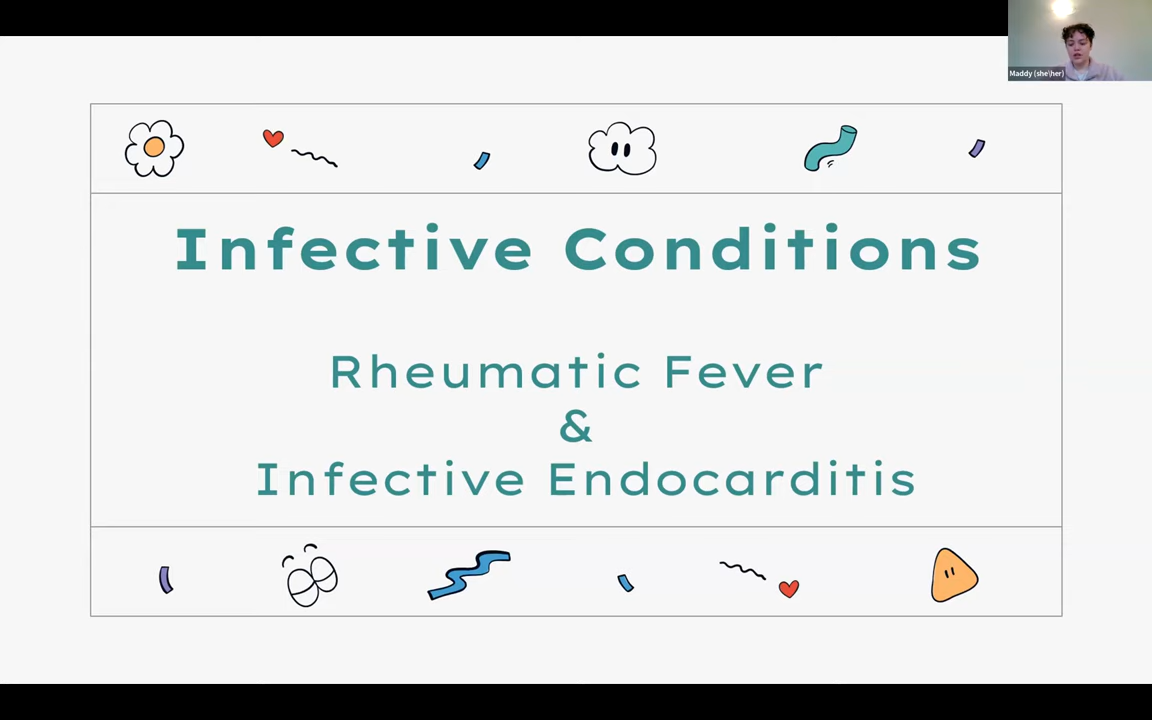 Maddy (she\her)
Infective Conditions
Rheumatic Fever
&
Infective Endocarditis